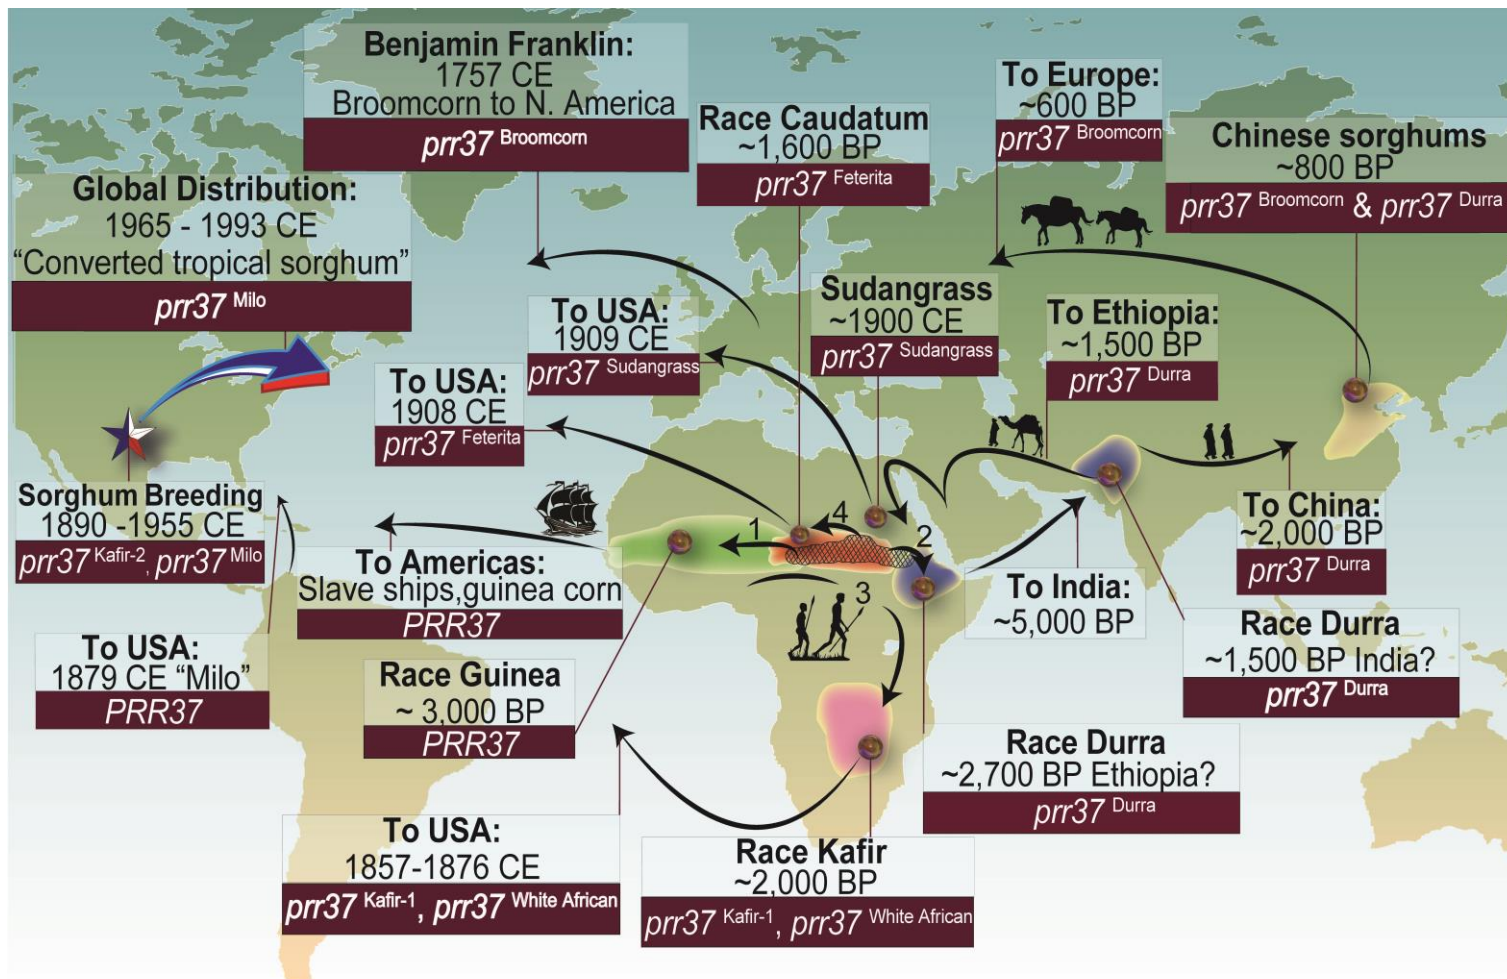 Benjamin Franklin:
1757 CE
Broomcorn to N. America
prr37 Broomcorn
To Europe:
~600 BP
prr37 Broomcorn
Race Caudatum
~1,600 BP
prr37 Feterita
Chinese sorghums
~800 BP
prr37 Broomcorn & prr37 Durra
Global Distribution:
1965 - 1993 CE
“Converted tropical sorghum”
prr37 Milo
To USA:
1909 CE
prr37 Sudangrass
Sudangrass
~1900 CE
prr37 Sudangrass
To Ethiopia:
~1,500 BP
prr37 Durra
To USA:
1908 CE
prr37 Feterita
Sorghum Breeding
1890 -1955 CE
prr37 Kafir-2, prr37 Milo
1
4
2
3
To China:
~2,000 BP
prr37 Durra
To Americas:
Slave ships,guinea corn
PRR37
To India:
~5,000 BP
To USA:
1879 CE “Milo”
PRR37
Race Guinea
~ 3,000 BP
PRR37
Race Durra
~1,500 BP India?
prr37 Durra
Race Durra
~2,700 BP Ethiopia?
prr37 Durra
To USA:
1857-1876 CE
prr37 Kafir-1, prr37 White African
Race Kafir
~2,000 BP
prr37 Kafir-1, prr37 White African